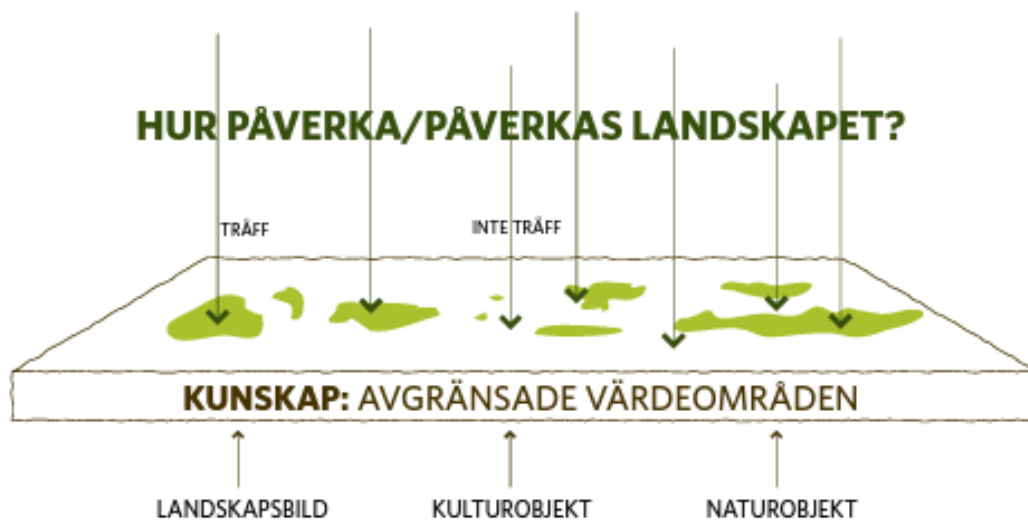 HUR PÅVERKA/PÅVERKAS LANDSKAPET?
TRÄFF
INTE TRÄFF
KUNSKAP: AVGRÄNSADE VÄRDEOMRÅDEN
LANDSKAPSBILD
KULTUROBJEKT
NATUROBJEKT